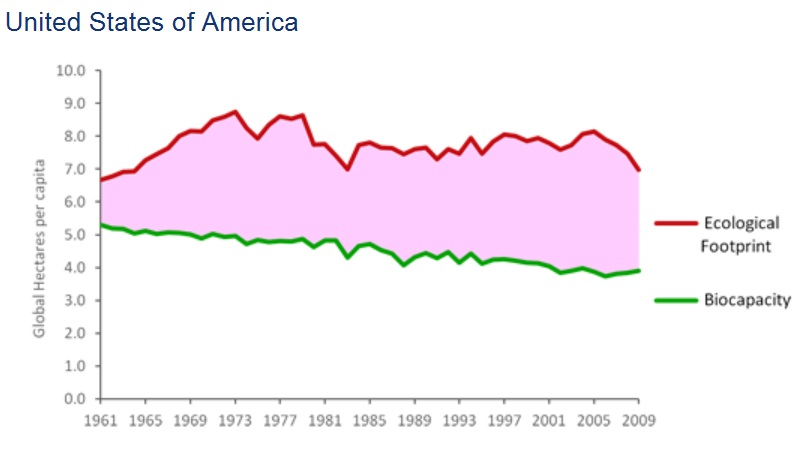 United States of America
10.0
9.0
8.0
7.0
6.0
5.0
4.0
3.0
2.0
1.0
0.0
Global Hectares per capita
1961 1965 1969 1973 1977 1981 1985 1989 1993 1997 2001 2005 2009
Ecological
Footprint
Biocapacity